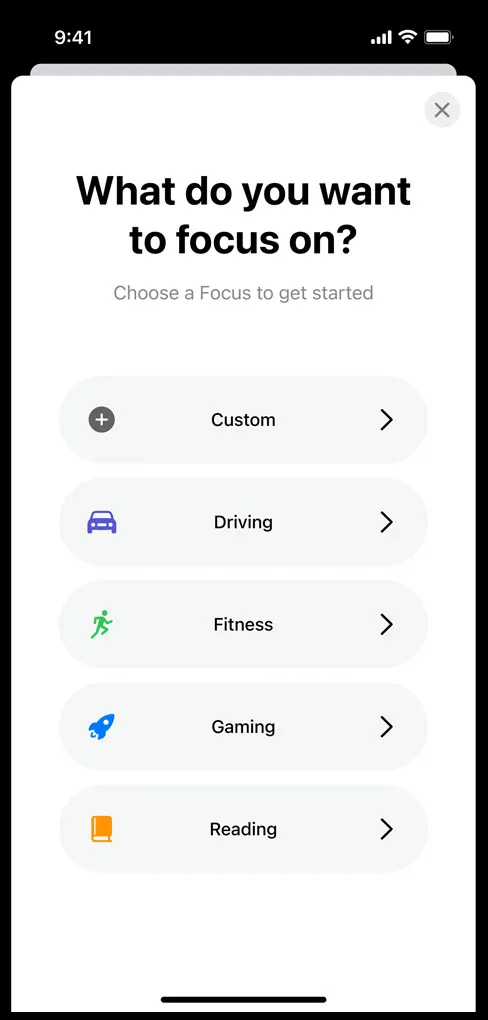 9:41
What do you want
to focus on?
Choose a Focus to get started
Custom
Driving
Fitness
Gaming
Reading